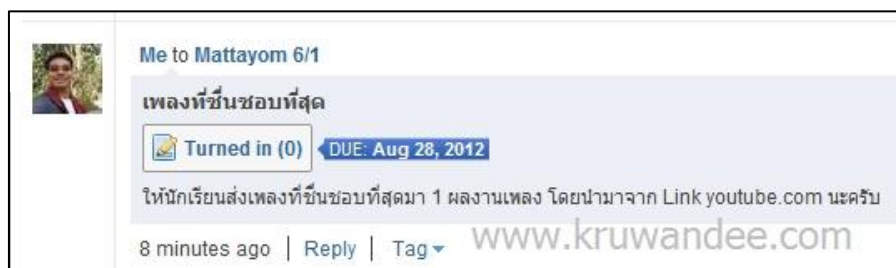 Me to Mattayom 6/1
เพลงที่ชื่นชอบที่สุด
Turned in (0) DUE: Aug 28, 2012
ให้นักเรียนส่งเพลงที่ชื่นชอบที่สุดมา 1 ผลงานเพลง โดยนำมาจาก Link youtube.com นะครับ
8 minutes ago | Reply | Tag
www.kruwandee.com